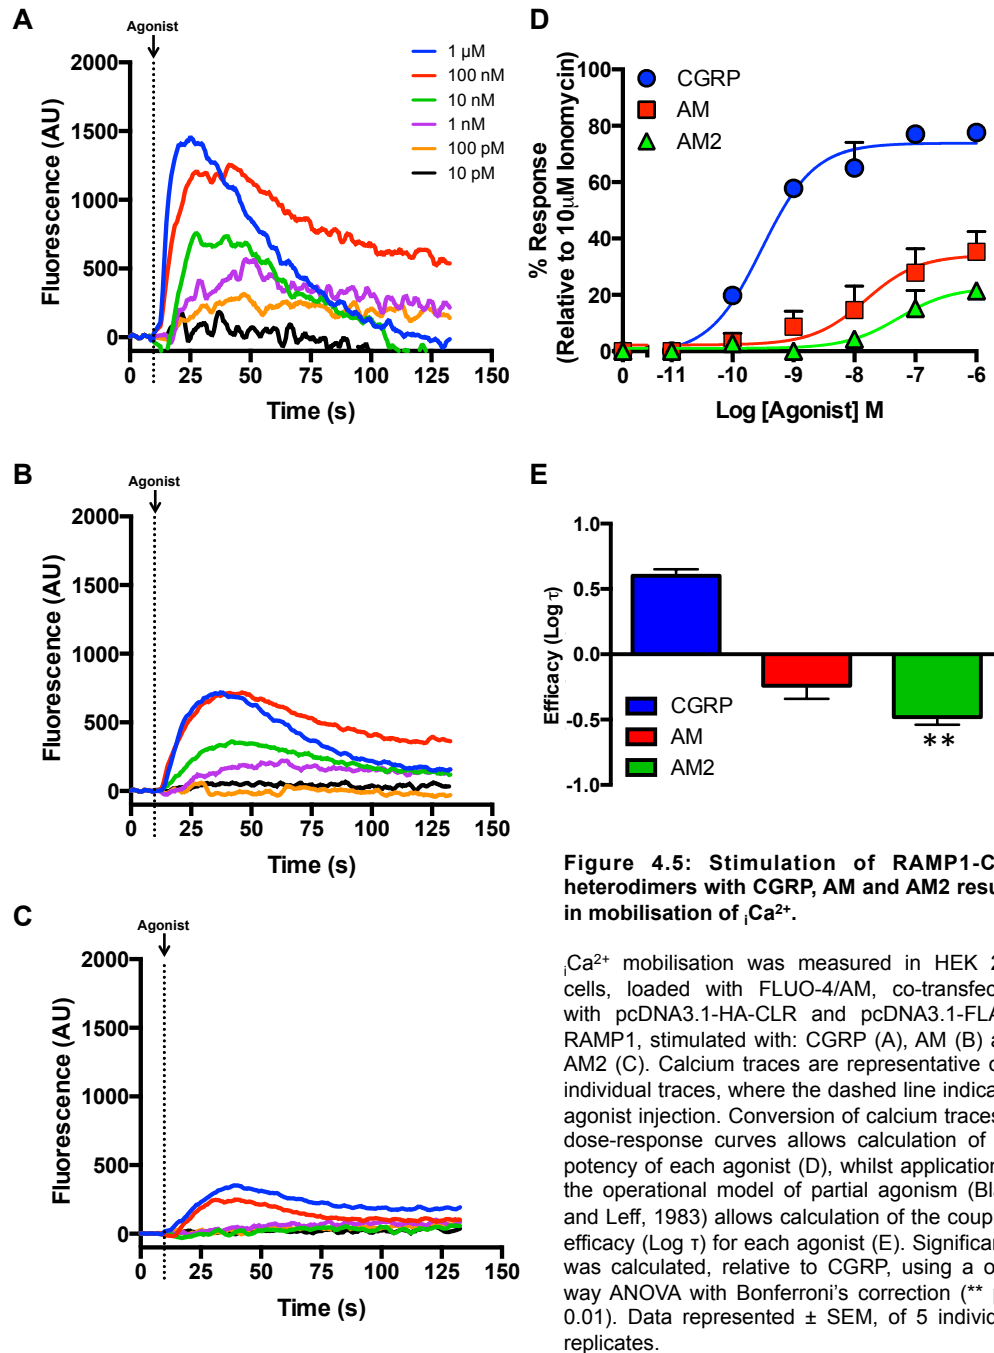 A
Agonist
2000
1500
1000
500
0
Fluorescence (AU)
0 25 50 75 100 125 150
Time (s)
1 µM
100 nM
10 nM
1 nM
100 pM
10 pM
D
100
80
60
40
20
0
% Response
(Relative to 10µM Ionomycin)
CGRP
AM
AM2
0 -11 -10 -9 -8 -7 -6
Log [Agonist] M
B
Agonist
2000
1500
1000
500
0
Fluorescence (AU)
0 25 50 75 100 125 150
Time (s)
E
1.0
0.5
0.0
-0.5
-1.0
Efficacy (Log τ)
CGRP
AM
AM2
**
C
Agonist
2000
1500
1000
500
0
Fluorescence (AU)
0 25 50 75 100 125 150
Time (s)
Figure 4.5: Stimulation of RAMP1-C
heterodimers with CGRP, AM and AM2 resu
in mobilisation of iCa2+.
iCa2+ mobilisation was measured in HEK 2
cells, loaded with FLUO-4/AM, co-transfec
with pcDNA3.1-HA-CLR and pcDNA3.1-FLA
RAMP1, stimulated with: CGRP (A), AM (B) a
AM2 (C). Calcium traces are representative o
individual traces, where the dashed line indica
agonist injection. Conversion of calcium traces
dose-response curves allows calculation of
potency of each agonist (D), whilst application
the operational model of partial agonism (Bla
and Leff, 1983) allows calculation of the coup
efficacy (Log τ) for each agonist (E). Significan
was calculated, relative to CGRP, using a o
way ANOVA with Bonferroni's correction (** p
0.01). Data represented ± SEM, of 5 individ
replicates.